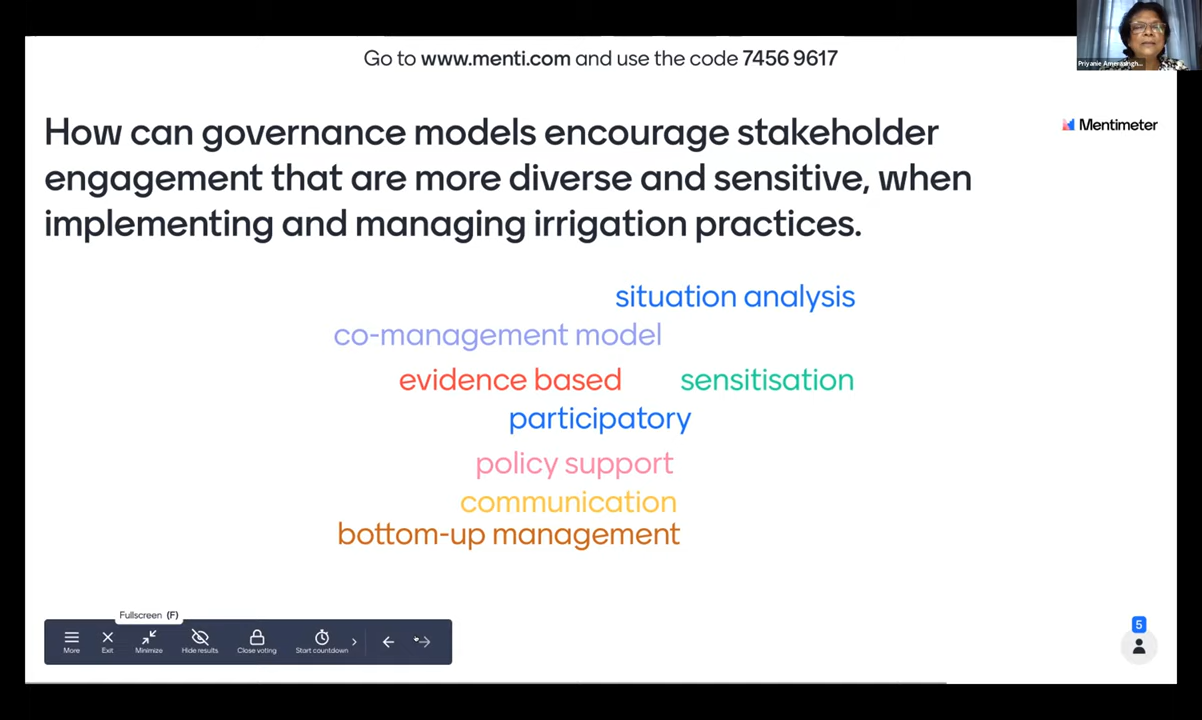 Go to www.menti.com and use the code 7456 9617
Priyanie Amerasingh...
Mentimeter
How can governance models encourage stakeholder
engagement that are more diverse and sensitive, when
implementing and managing irrigation practices.
situation analysis
co-management model
evidence based
sensitisation
participatory
policy support
communication
bottom-up management
Fullscreen (F)
More
Exit
Minimize
Hide results
Close voting
Start countdown
5